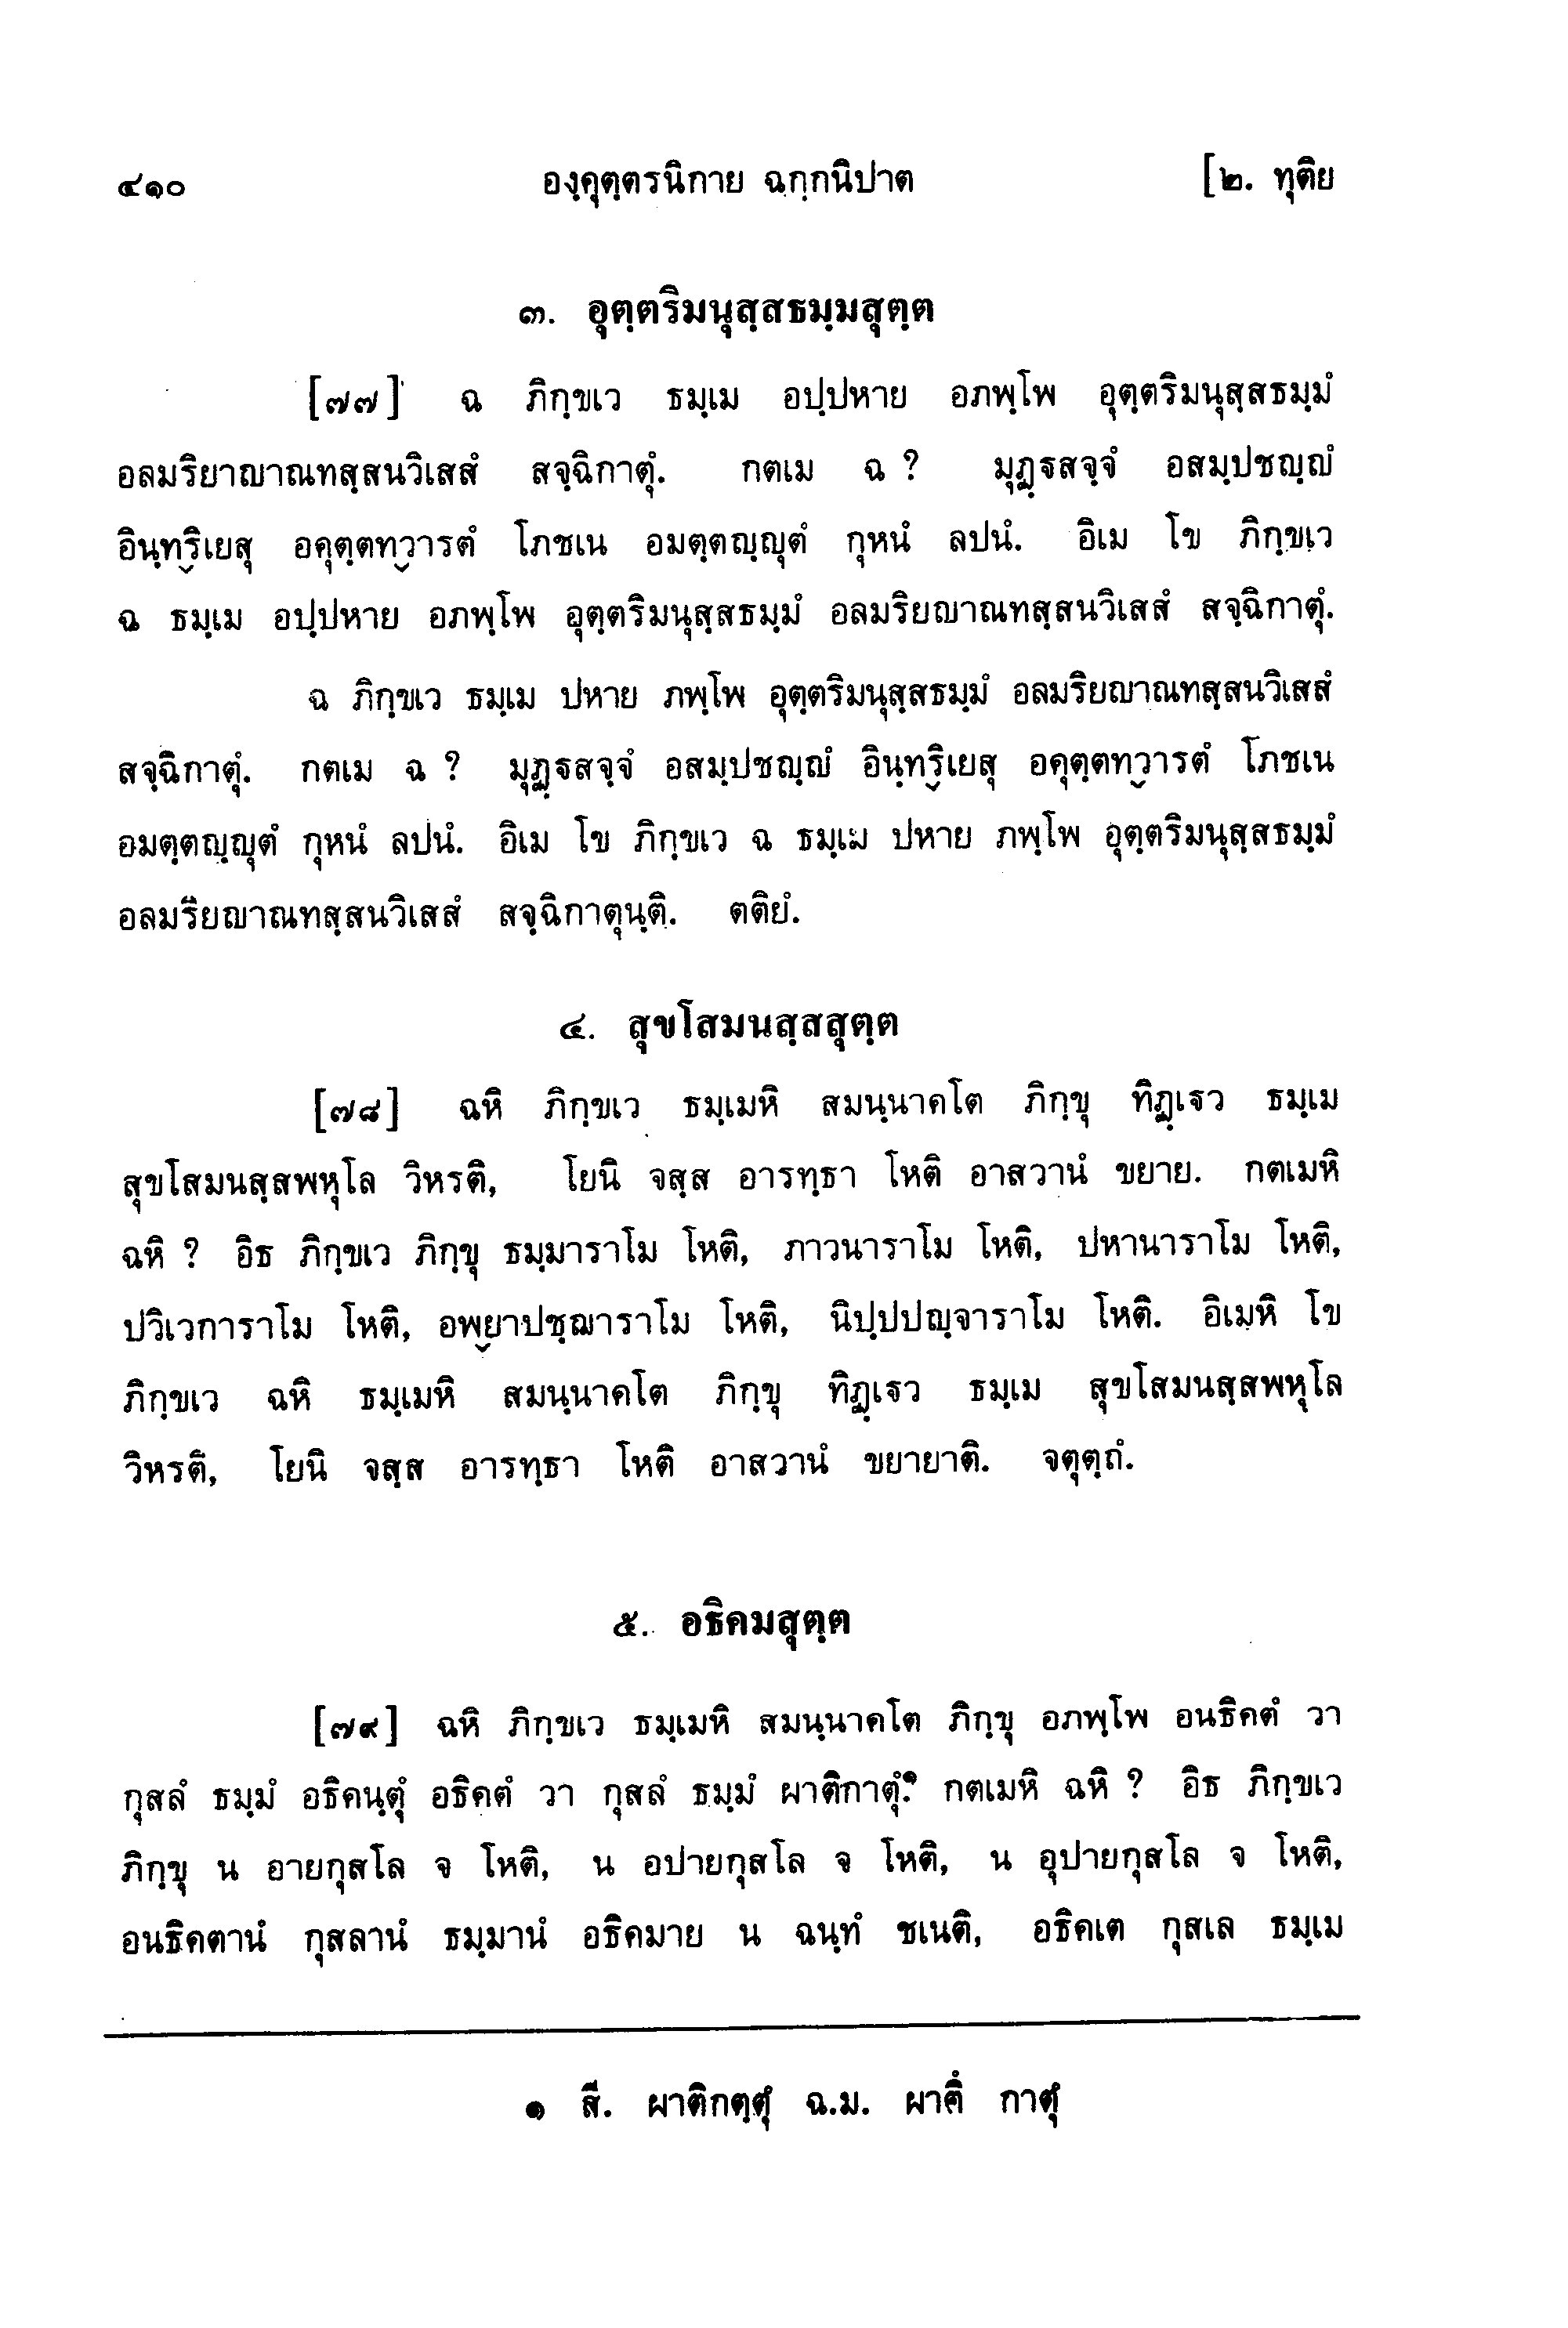 ๔๑๐ องฺคุตฺตรนิกาย ฉกฺกนิปาต [๒. ทุติย
๓. อุตฺตริมนุสฺสธมฺมสุตฺต
[๗๗] ฉ ภิกฺขเว ธมฺเม อปฺปหาย อภพฺโพ อุตฺตริมนุสฺสธมฺมํ
อลมริยาญาณทสฺสนวิเสสํ สจฺฉิกาตุํ. กตเม ฉ ? มุฏฺฐสจฺจํ อสมฺปชญฺญํ
อินฺทฺริเยสุ อคุตฺตทฺวารตํ โภชเน อมตฺตญฺญุตํ กุหนํ ลปนํ. อิเม โข ภิกฺขเว
ฉ ธมฺเม อปฺปหาย อภพฺโพ อุตฺตริมนุสฺสธมฺมํ อลมริยญาณทสฺสนวิเสสํ สจฺฉิกาตุํ.
ฉ ภิกฺขเว ธมฺเม ปหาย ภพฺโพ อุตฺตริมนุสฺสธมฺมํ อลมริยญาณทสฺสนวิเสสํ
สจฺฉิกาตุํ. กตเม ฉ ? มุฏฺฐสจฺจํ อสมฺปชญฺญํ อินฺทฺริเยสุ อคุตฺตทฺวารตํ โภชเน
อมตฺตญฺญุตํ กุหนํ ลปนํ. อิเม โข ภิกฺขเว ฉ ธมฺเม ปหาย ภพฺโพ อุตฺตริมนุสฺสธมฺมํ
อลมริยญาณทสฺสนวิเสสํ สจฺฉิกาตุนฺติ. ตติยํ.
๔. สุขโสมนสฺสสุตฺต
[๗๘] ฉหิ ภิกฺขเว ธมฺเมหิ สมนฺนาคโต ภิกฺขุ ทิฏฺเฐว ธมฺเม
สุขโสมนสฺสพหุโล วิหรติ, โยนิ จสฺส อารทฺธา โหติ อาสวานํ ขยาย. กตเมหิ
ฉหิ ? อิธ ภิกฺขเว ภิกฺขุ ธมฺมาราโม โหติ, ภาวนาราโม โหติ, ปหานาราโม โหติ,
ปวิเวการาโม โหติ, อพฺยาปชฺฌาราโม โหติ, นิปฺปปญฺจาราโม โหติ. อิเมหิ โข
ภิกฺขเว ฉหิ ธมฺเมหิ สมนฺนาคโต ภิกฺขุ ทิฏฺเฐว ธมฺเม สุขโสมนสฺสพหุโล
วิหรติ, โยนิ จสฺส อารทฺธา โหติ อาสวานํ ขยายาติ. จตุตฺถํ.
๕. อธิคมสุตฺต
[๗๙] ฉหิ ภิกฺขเว ธมฺเมหิ สมนฺนาคโต ภิกฺขุ อภพฺโพ อนธิคตํ วา
กุสลํ ธมฺมํ อธิคนฺตุํ อธิคตํ วา กุสลํ ธมฺมํ ผาติกาตุํ.๑ กตเมหิ ฉหิ ? อิธ ภิกฺขเว
ภิกฺขุ น อายกุสโล จ โหติ, น อปายกุสโล จ โหติ, น อุปายกุสโล จ โหติ,
อนธิคตานํ กุสลานํ ธมฺมานํ อธิคมาย น ฉนฺทํ ชเนติ, อธิคเต กุสเล ธมฺเม
๑ สี. ผาติกตฺตุํ ฉ.ม. ผาคึ กาตุํ